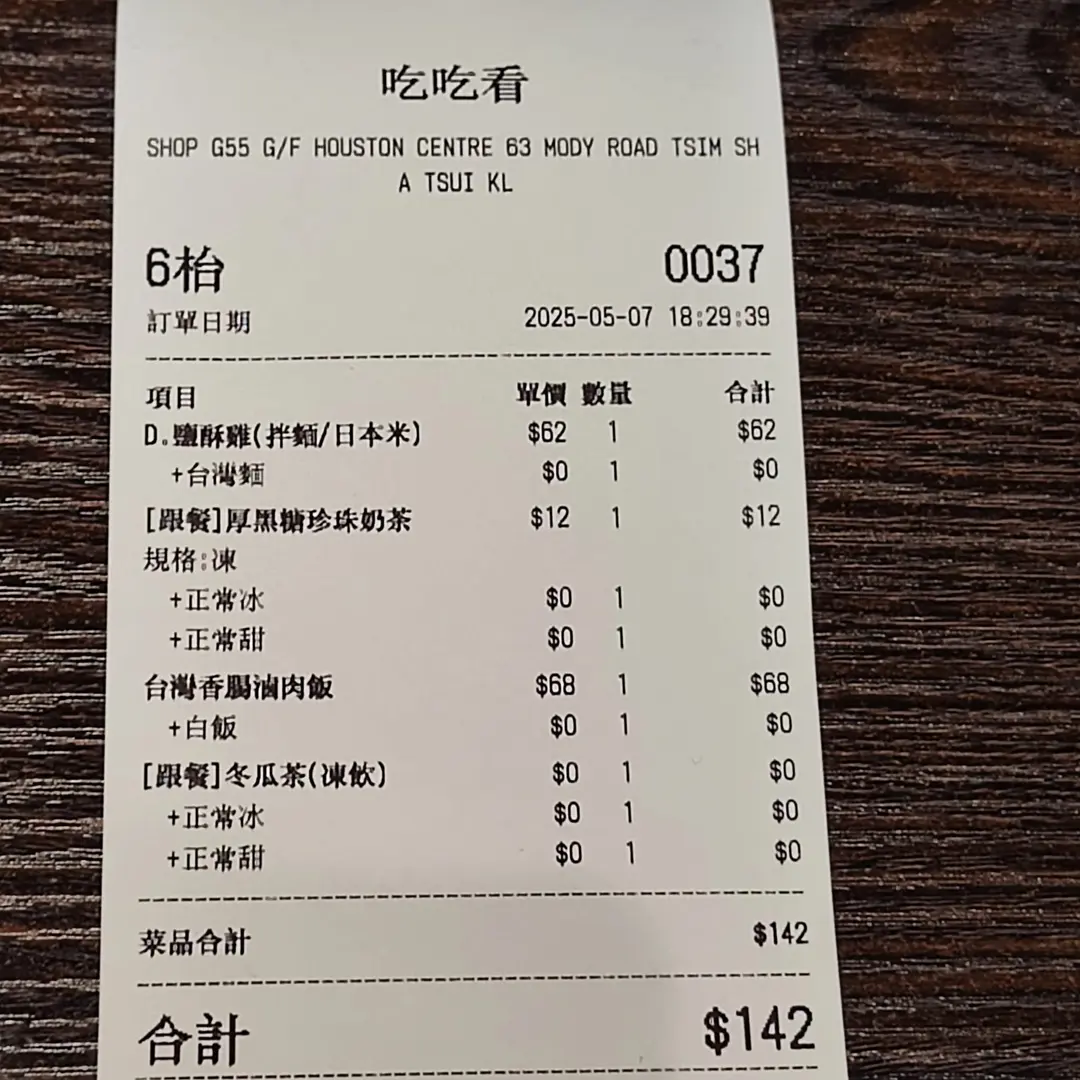 吃吃看
SHOP G55 G/F HOUSTON CENTRE 63 MODY ROAD TSIM SH
A TSUI KL
6枱 0037
訂單日期 2025-05-07 18:29:39
項目 單價 數量 合計
D.鹽酥雞(拌麵/日本米) $62 1 $62
+台灣麵 $0 1 $0
[跟餐]厚黑糖珍珠奶茶 $12 1 $12
規格:凍
+正常冰 $0 1 $0
+正常甜 $0 1 $0
台灣香腸滷肉飯 $68 1 $68
+白飯 $0 1 $0
[跟餐]冬瓜茶(凍飲) $0 1 $0
+正常冰 $0 1 $0
+正常甜 $0 1 $0
菜品合計 $142
合計 $142